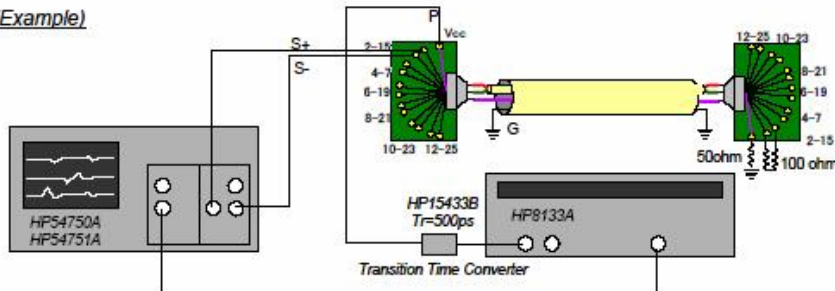 Example)
P
Vcc
S+
S-
2-15
4-7
6-19
8-21
10-23 12-25
G
12-25 10-23
8-21
6-19
4-7
2-15
50ohm
100 ohm
HP54750A
HP54751A
HP15433B
Tr=500ps
HP8133A
Transition Time Converter